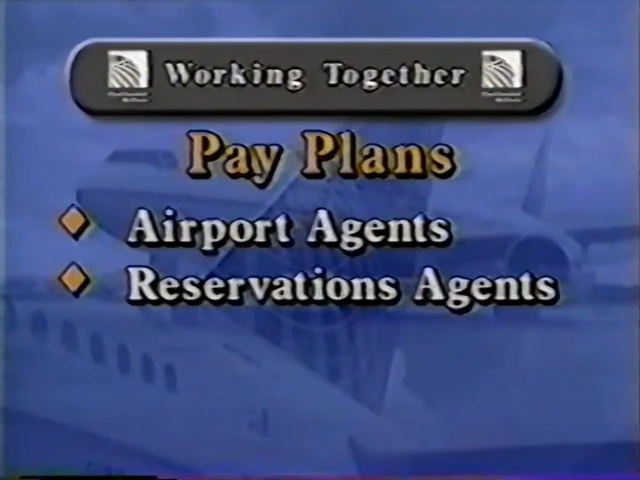 Working Together
Pay Plans
Airport Agents
Reservations Agents